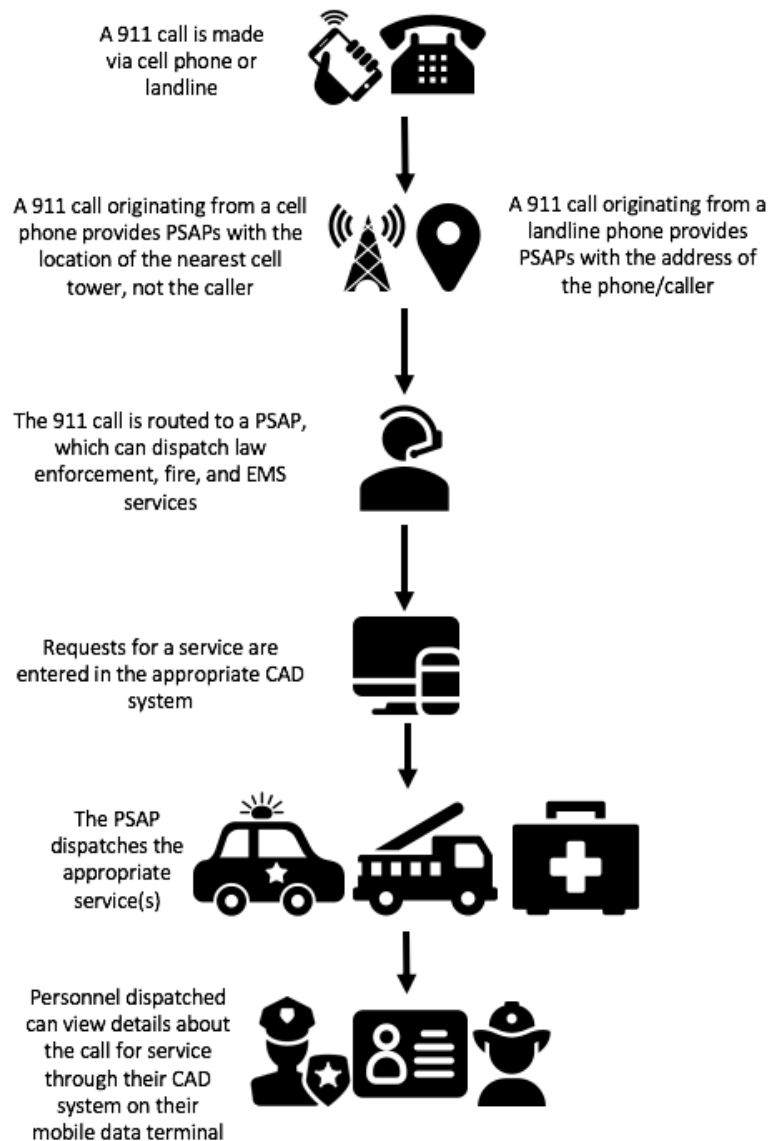 A 911 call is made
via cell phone or
landline
A 911 call originating from a cell
phone provides PSAPs with the
location of the nearest cell
tower, not the caller
A 911 call originating from a
landline phone provides
PSAPs with the address of
the phone/caller
The 911 call is routed to a PSAP,
which can dispatch law
enforcement, fire, and EMS
services
Requests for a service are
entered in the appropriate CAD
system
The PSAP
dispatches the
appropriate
service(s)
Personnel dispatched
can view details about
the call for service
through their CAD
system on their
mobile data terminal